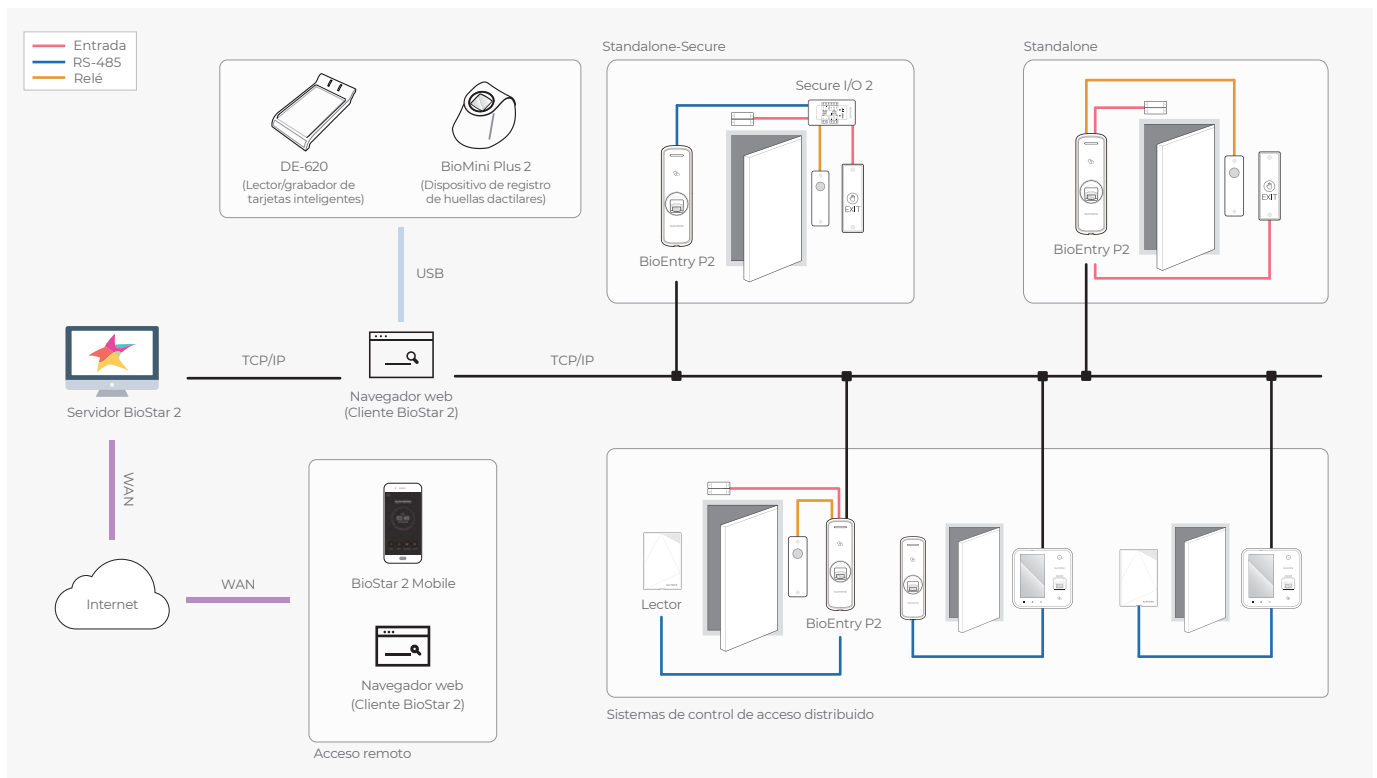 Entrada
RS-485
Relé
DE-620
(Lector/grabador de
tarjetas inteligentes)
BioMini Plus 2
(Dispositivo de registro
de huellas dactilares)
USB
Standalone-Secure
Secure I/O 2
EXIT
BioEntry P2
Standalone
EXIT
BioEntry P2
Servidor BioStar 2
TCP/IP
Navegador web
(Cliente BioStar 2)
TCP/IP
WAN
Internet
WAN
BioStar 2 Mobile
Navegador web
(Cliente BioStar 2)
Acceso remoto
Lector
BioEntry P2
Sistemas de control de acceso distribuido